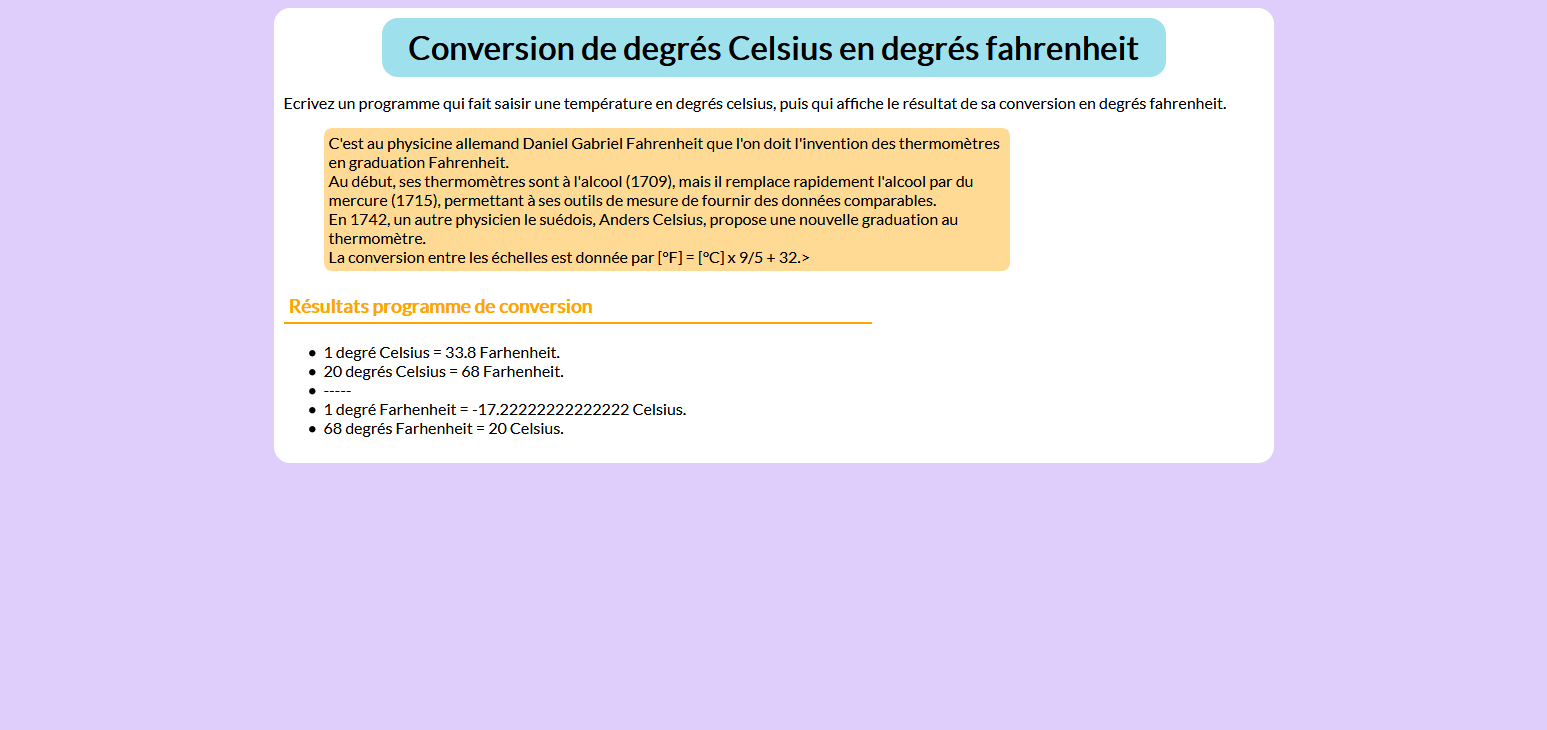 Conversion de degrés Celsius en degrés fahrenheit
Ecrivez un programme qui fait saisir une température en degrés celsius, puis qui affiche le résultat de sa conversion en degrés fahrenheit.
C'est au physicine allemand Daniel Gabriel Fahrenheit que l'on doit l'invention des thermomètres
en graduation Fahrenheit.
Au début, ses thermomètres sont à l'alcool (1709), mais il remplace rapidement l'alcool par du
mercure (1715), permettant à ses outils de mesure de fournir des données comparables.
En 1742, un autre physicien le suédois, Anders Celsius, propose une nouvelle graduation au
thermomètre.
La conversion entre les échelles est donnée par [°F] = [°C] x 9/5 + 32.>
Résultats programme de conversion
• 1 degré Celsius = 33.8 Farhenheit.
• 20 degrés Celsius = 68 Farhenheit.
• -----
• 1 degré Farhenheit = -17.22222222222222 Celsius.
• 68 degrés Farhenheit = 20 Celsius.